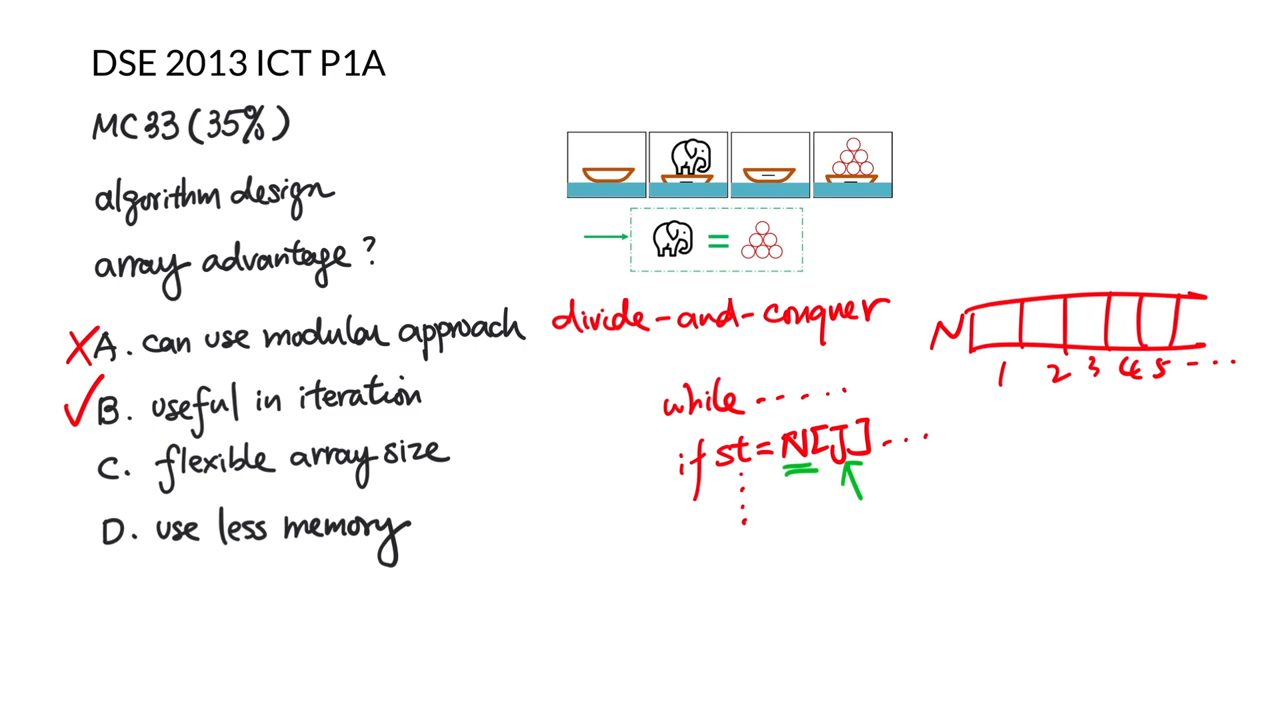 DSE 2013 ICT P1A
MC33 (35%)
algorithm design
array advantage?
A. can use modular approach
divide-and-conquer
B. useful in iteration
C. flexible array size
D. use less memory
while .....
if st = N[J] ...
N
1 2 3 4 5 ...